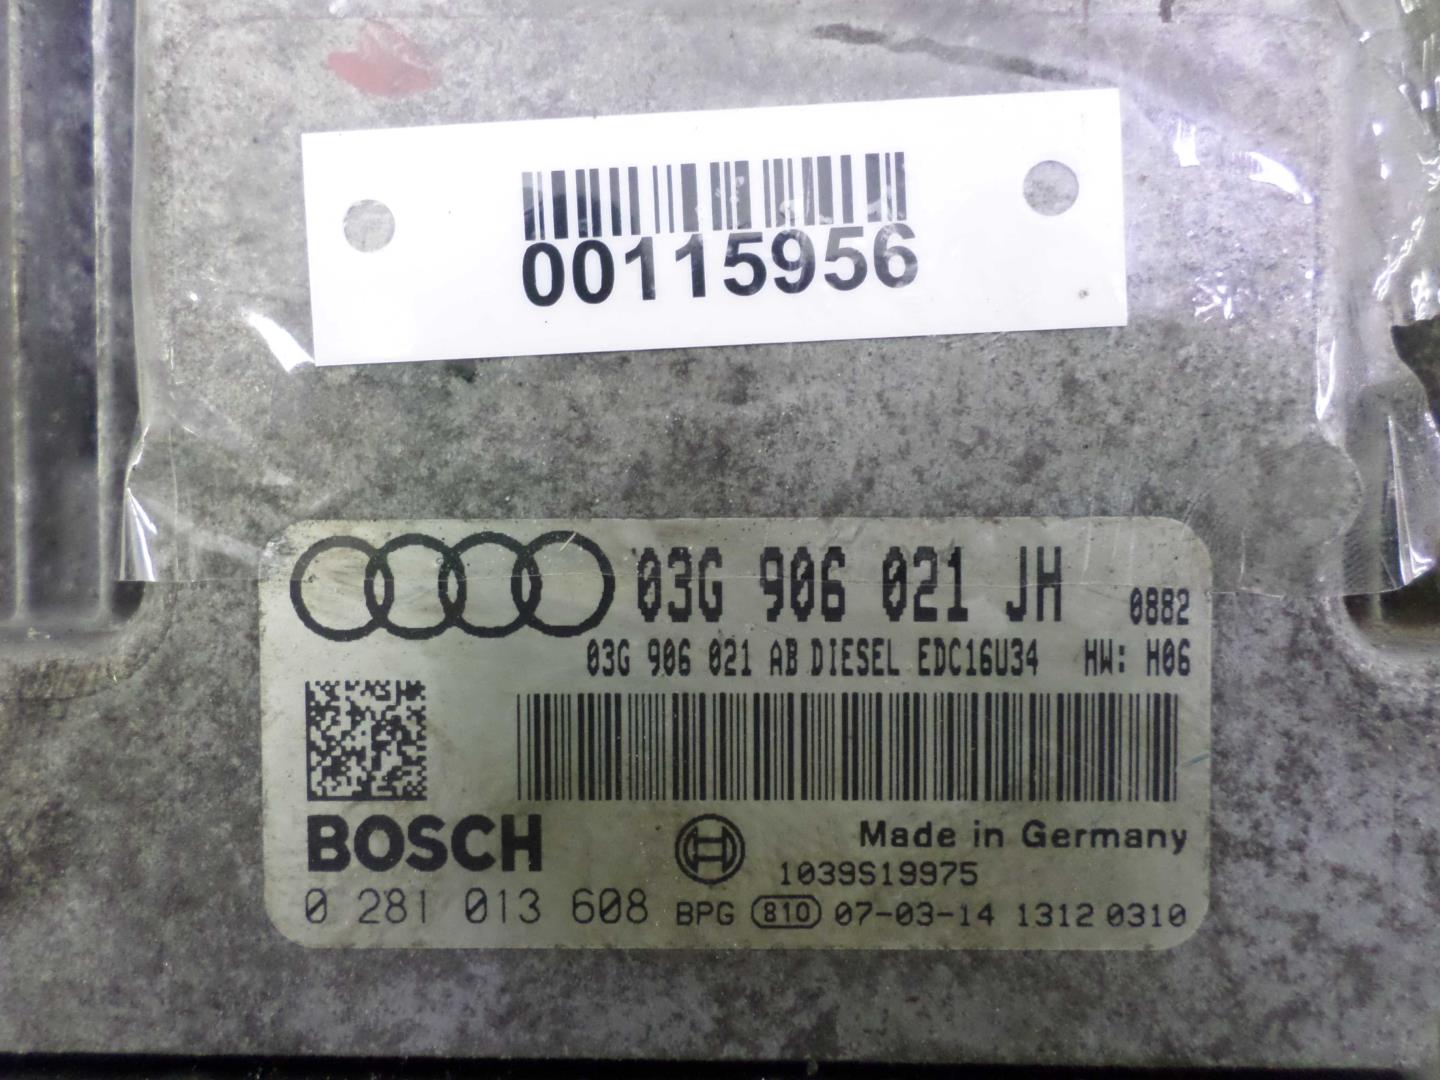 00115956
03G 906 021 JH 0882
03G 906 021 AB DIESEL EDC16U34 HW: H06
BOSCH
Made in Germany
1039S19975
0 281 013 608 BPG 810 07-03-14 1312 0310